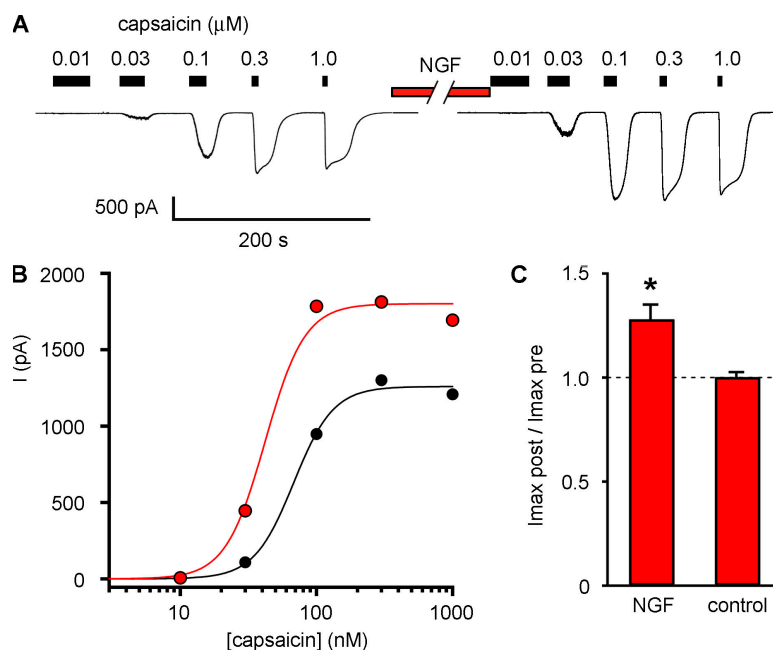 A
capsaicin (μM)
0.01 0.03 0.1 0.3 1.0 NGF 0.01 0.03 0.1 0.3 1.0
500 pA
200 s
B
2000
1500
1000
500
0
I (pA)
10 100 1000
[capsaicin] (nM)
C
1.5
1.0
0.5
0
Imax post / Imax pre
*
NGF control